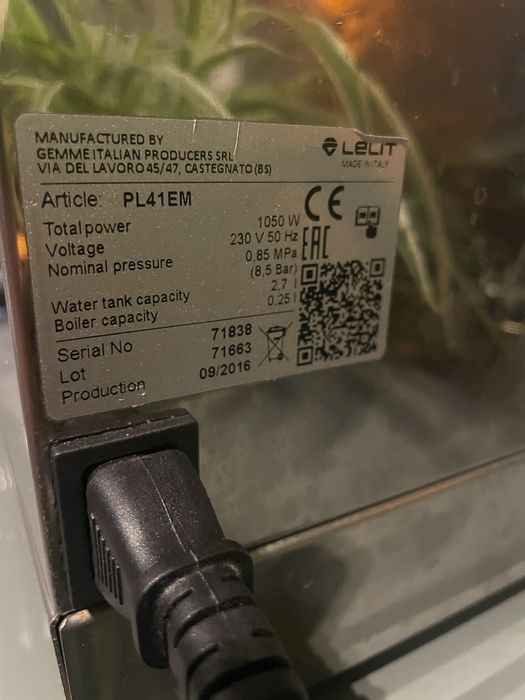 MANUFACTURED BY
GEMME ITALIAN PRODUCERS SRL
VIA DEL LAVORO 45/47, CASTEGNATO (BS)
LELIT
MADE IN ITALY
Article: PL41EM
Total power 1050 W
Voltage 230 V 50 Hz
Nominal pressure 0,85 MPa
(8,5 Bar)
Water tank capacity 2,7 l
Boiler capacity 0,25 l
CE
EAC
Serial No 71838
Lot 71663
Production 09/2016